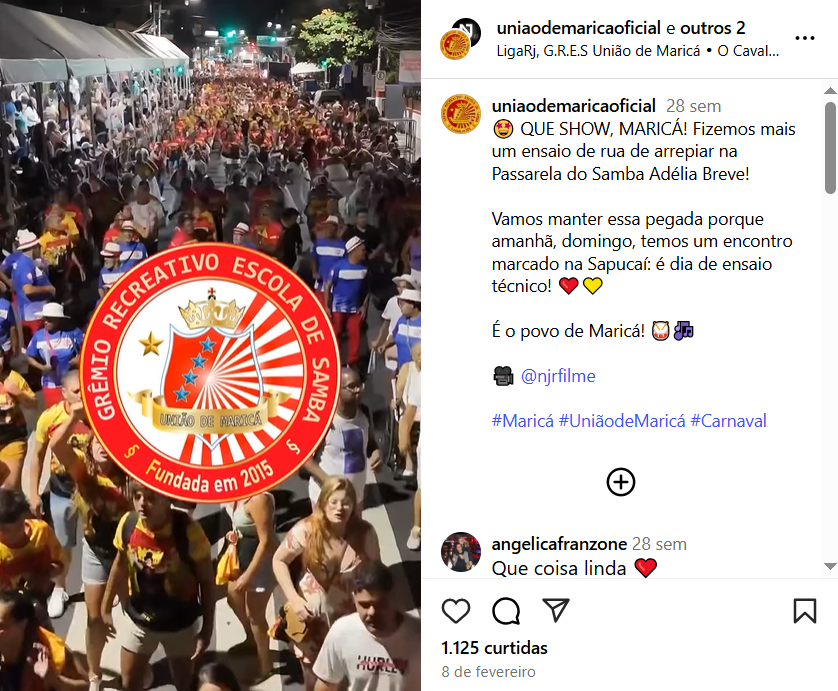 GRÊMIO RECREATIVO ESCOLA DE SAMBA
UNIÃO DE MARICÁ
§ Fundada em 2015 §
HURLEY
uniaodemaricaoficial e outros 2
LigaRj, G.R.E.S União de Maricá • O Caval...
uniaodemaricaoficial 28 sem
🤩 QUE SHOW, MARICÁ! Fizemos mais
um ensaio de rua de arrepiar na
Passarela do Samba Adélia Breve!
Vamos manter essa pegada porque
amanhã, domingo, temos um encontro
marcado na Sapucaí: é dia de ensaio
técnico! ❤️💛
É o povo de Maricá! 🥁🎶
🎥 @njrfilme
#Maricá #UniãodeMaricá #Carnaval
angelicafranzone 28 sem
Que coisa linda ❤️
1.125 curtidas
8 de fevereiro